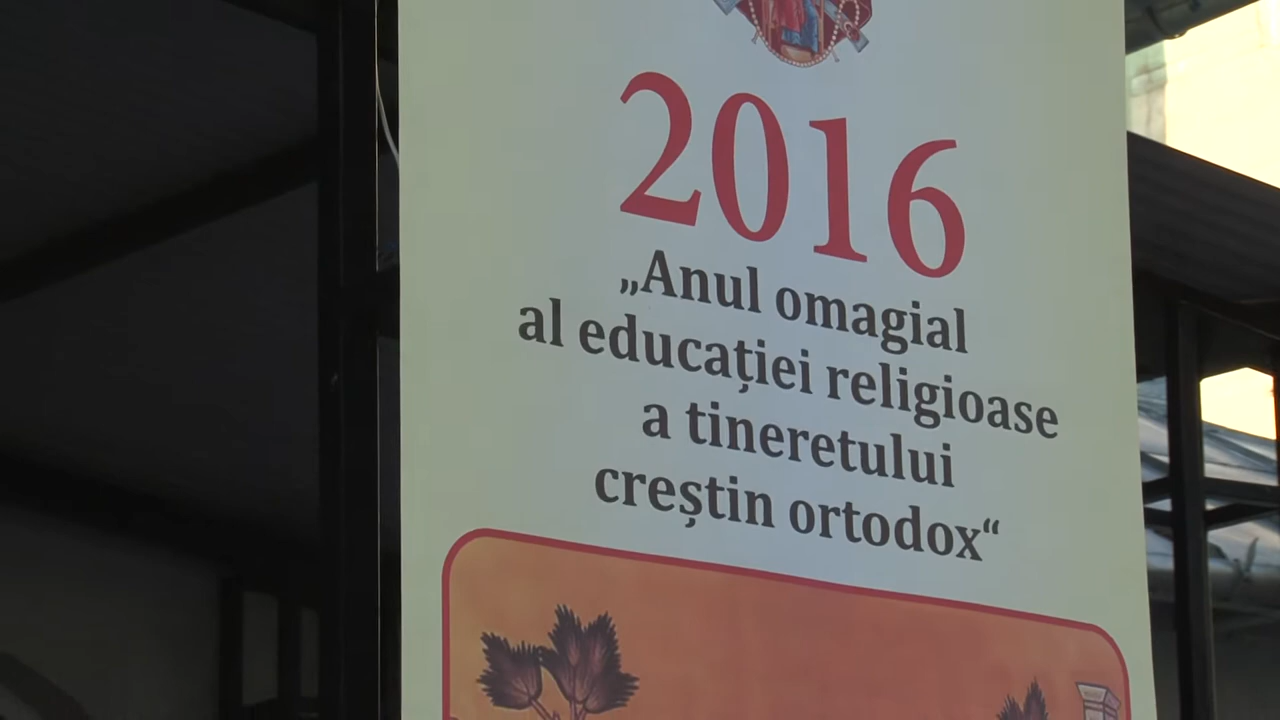 2016
„Anul omagial
al educației religioase
a tineretului
creștin ortodox“